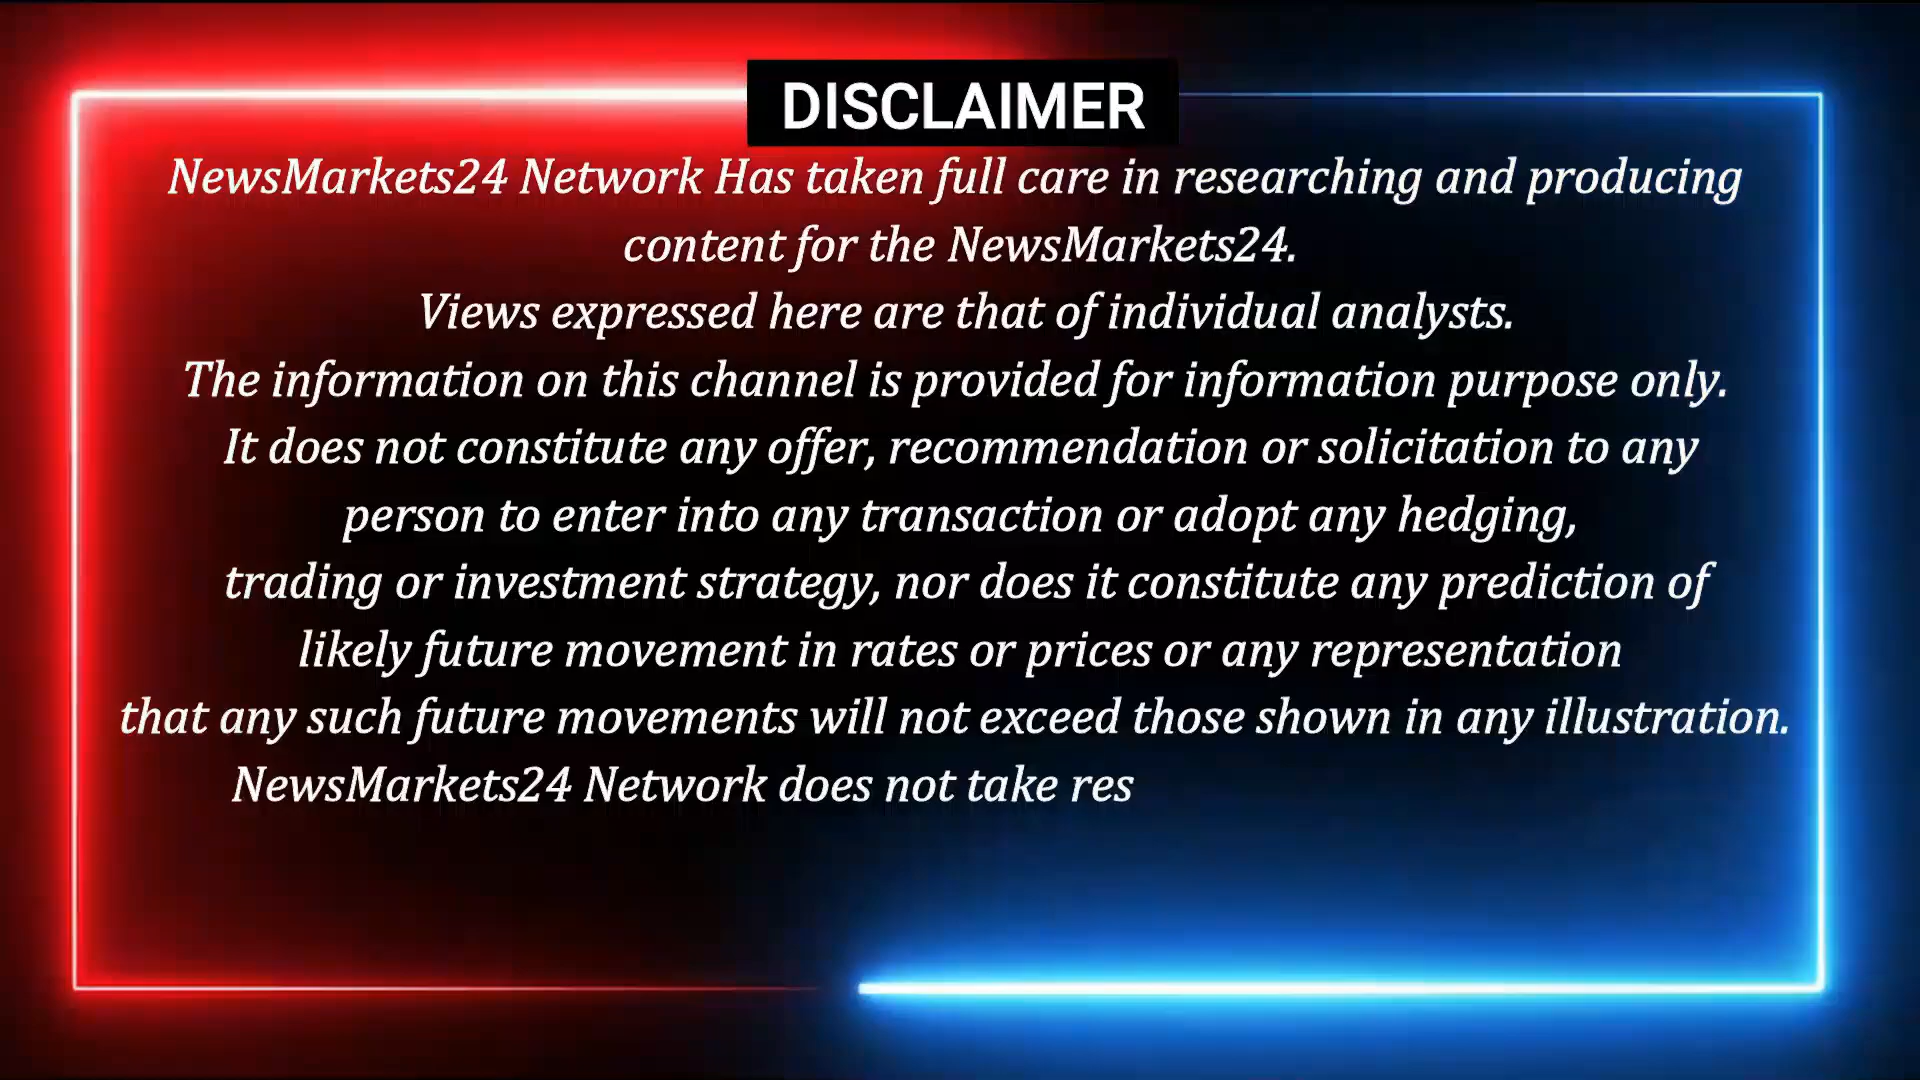 DISCLAIMER
NewsMarkets24 Network Has taken full care in researching and producing
content for the NewsMarkets24.
Views expressed here are that of individual analysts.
The information on this channel is provided for information purpose only.
It does not constitute any offer, recommendation or solicitation to any
person to enter into any transaction or adopt any hedging,
trading or investment strategy, nor does it constitute any prediction of
likely future movement in rates or prices or any representation
that any such future movements will not exceed those shown in any illustration.
NewsMarkets24 Network does not take res